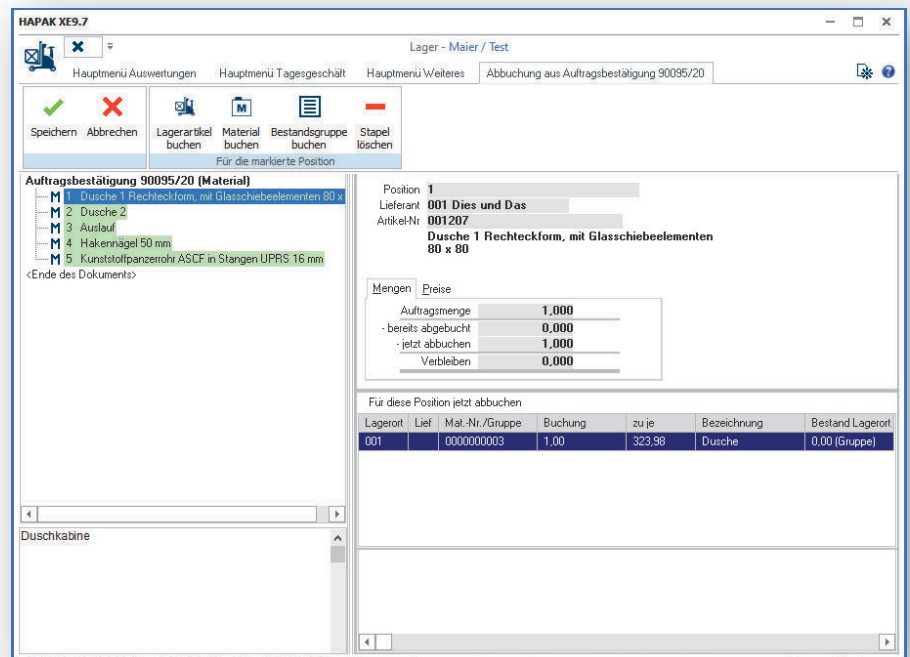 HAPAK XE9.7
Lager - Maier / Test
Hauptmenü Auswertungen Hauptmenü Tagesgeschäft Hauptmenü Weiteres Abbuchung aus Auftragsbestätigung 90095/20
Speichern Abbrechen Lagerartikel buchen Material buchen Bestandsgruppe buchen Stapel löschen
Für die markierte Position
Auftragsbestätigung 90095/20 (Material)
M 1 Dusche 1 Rechteckform, mit Glasschiebeelementen 80 x
M 2 Dusche 2
M 3 Auslauf
M 4 Hakennägel 50 mm
M 5 Kunststoffpanzerrohr ASCF in Stangen UPRS 16 mm
<Ende des Dokuments>
Duschkabine
Position 1
Lieferant 001 Dies und Das
Artikel-Nr 001207
Dusche 1 Rechteckform, mit Glasschiebeelementen
80 x 80
Mengen Preise
Auftragsmenge 1,000
- bereits abgebucht 0,000
- jetzt abbuchen 1,000
Verbleiben 0,000
Für diese Position jetzt abbuchen
Lagerort Lief Mat.-Nr./Gruppe Buchung zu je Bezeichnung Bestand Lagerort
001 0000000003 1,00 323,98 Dusche 0,00 (Gruppe)